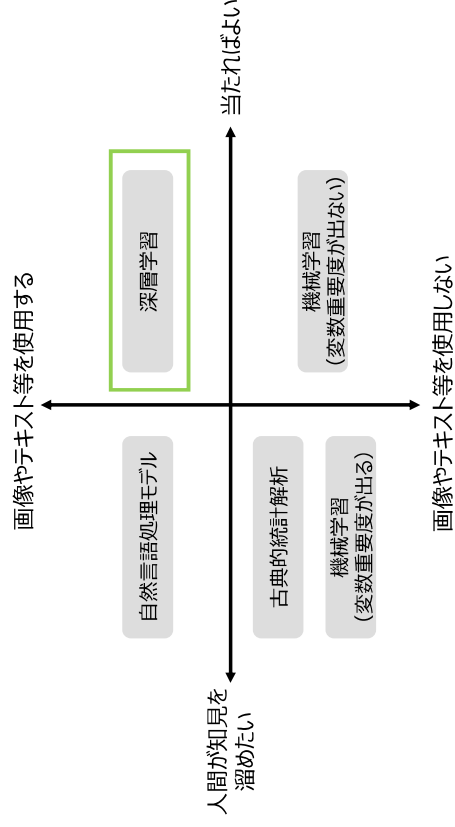 画像やテキスト等を使用する
自然言語処理モデル
深層学習
人間が知見を
溜めたい
当たればよい
古典的統計解析
機械学習
（変数重要度が出る）
機械学習
（変数重要度が出ない）
画像やテキスト等を使用しない